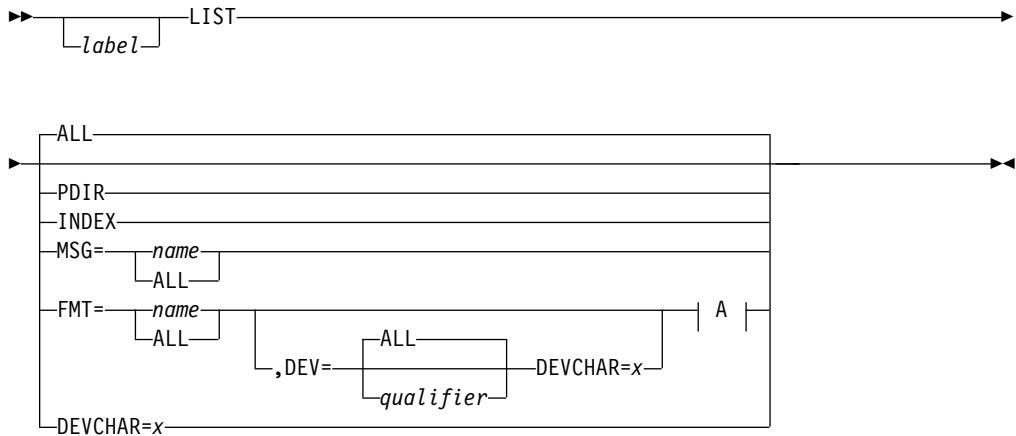 LIST
label
ALL
PDIR
INDEX
MSG= name
ALL
FMT= name A
ALL ALL
,DEV= DEVCHAR=x
qualifier
DEVCHAR=x